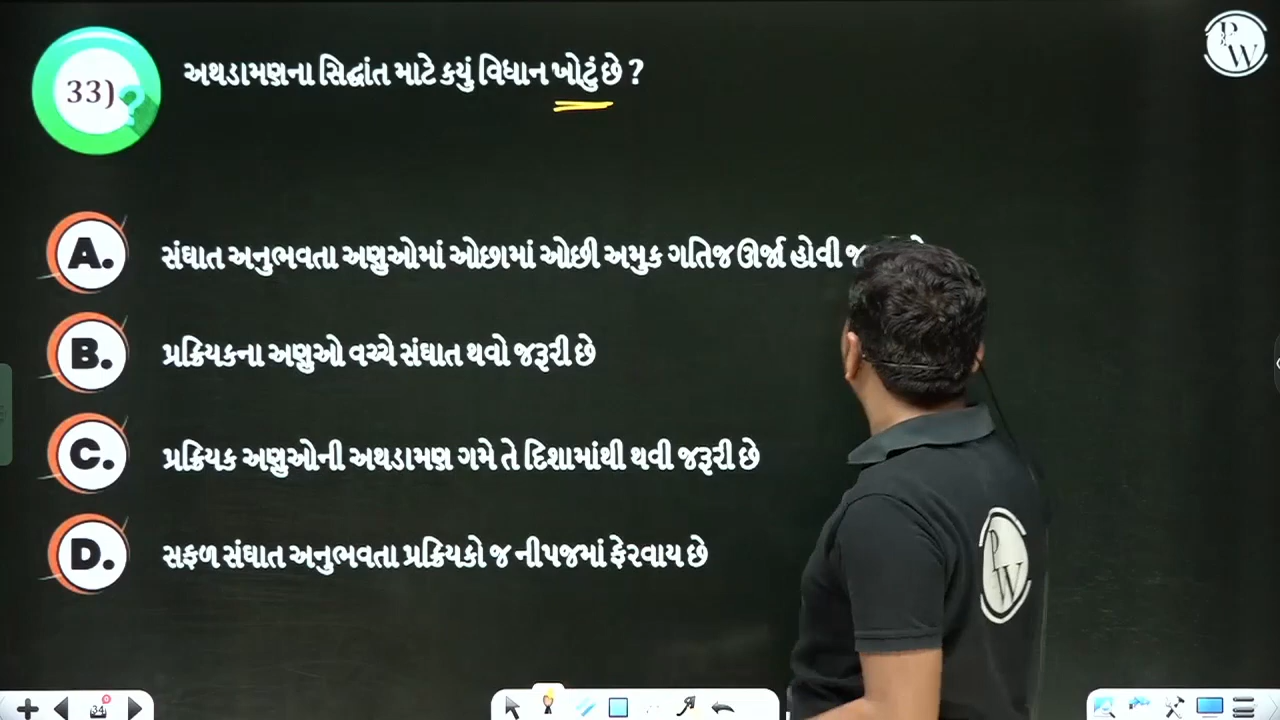 33)
અથડામણના સિદ્ધાંત માટે કયું વિધાન ખોટું છે ?
A. સંઘાત અનુભવતા અણુઓમાં ઓછામાં ઓછી અમુક ગતિજ ઊર્જા હોવી
B. પ્રક્રિયકના અણુઓ વચ્ચે સંઘાત થવો જરૂરી છે
C. પ્રક્રિયક અણુઓની અથડામણ ગમે તે દિશામાંથી થવી જરૂરી છે
D. સફળ સંઘાત અનુભવતા પ્રક્રિયકો જ નીપજમાં ફેરવાય છે
PW
PW
34